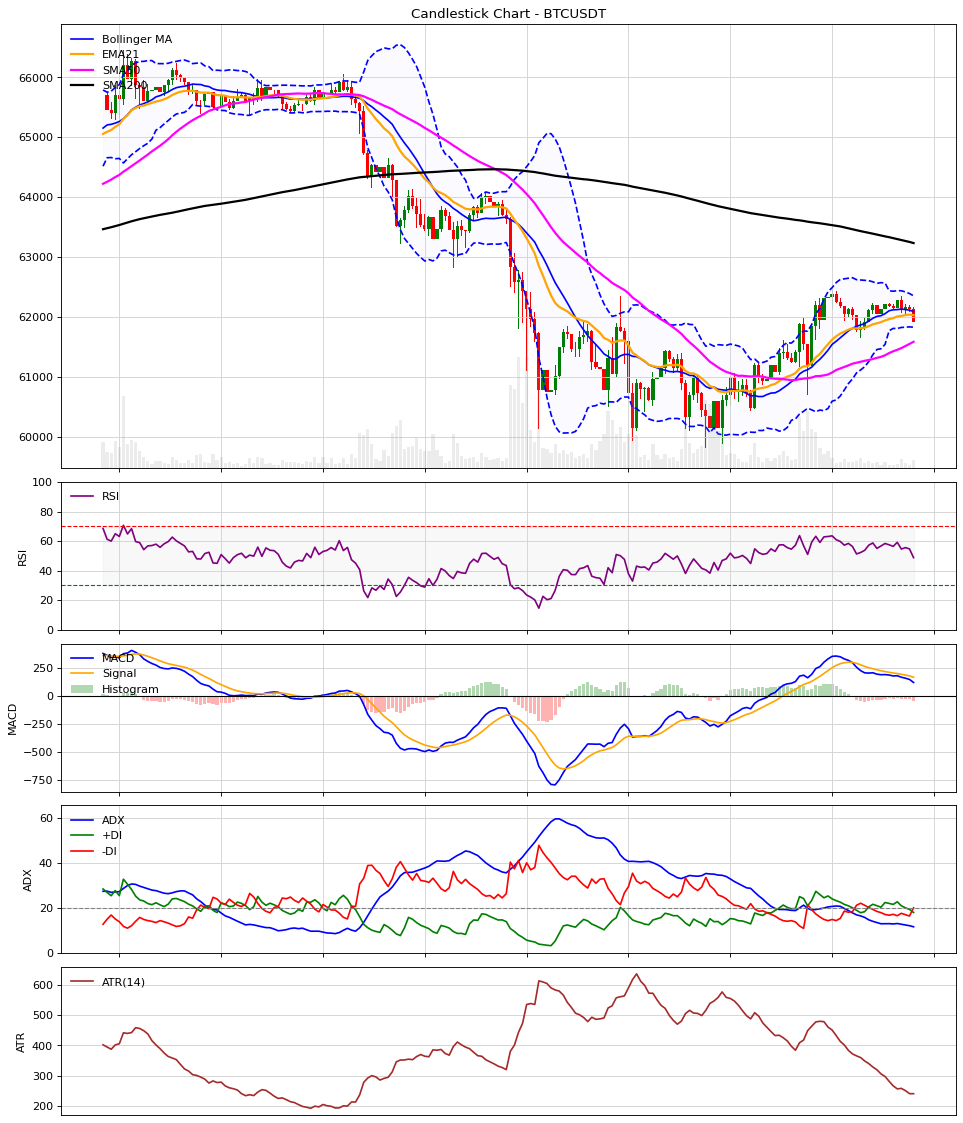 Candlestick Chart - BTCUSDT
Bollinger MA
EMA21
SMA50
SMA200
66000
65000
64000
63000
62000
61000
60000
RSI
RSI
100
80
60
40
20
0
MACD
Signal
Histogram
MACD
250
0
−250
−500
−750
ADX
+DI
-DI
ADX
60
40
20
0
ATR(14)
ATR
600
500
400
300
200